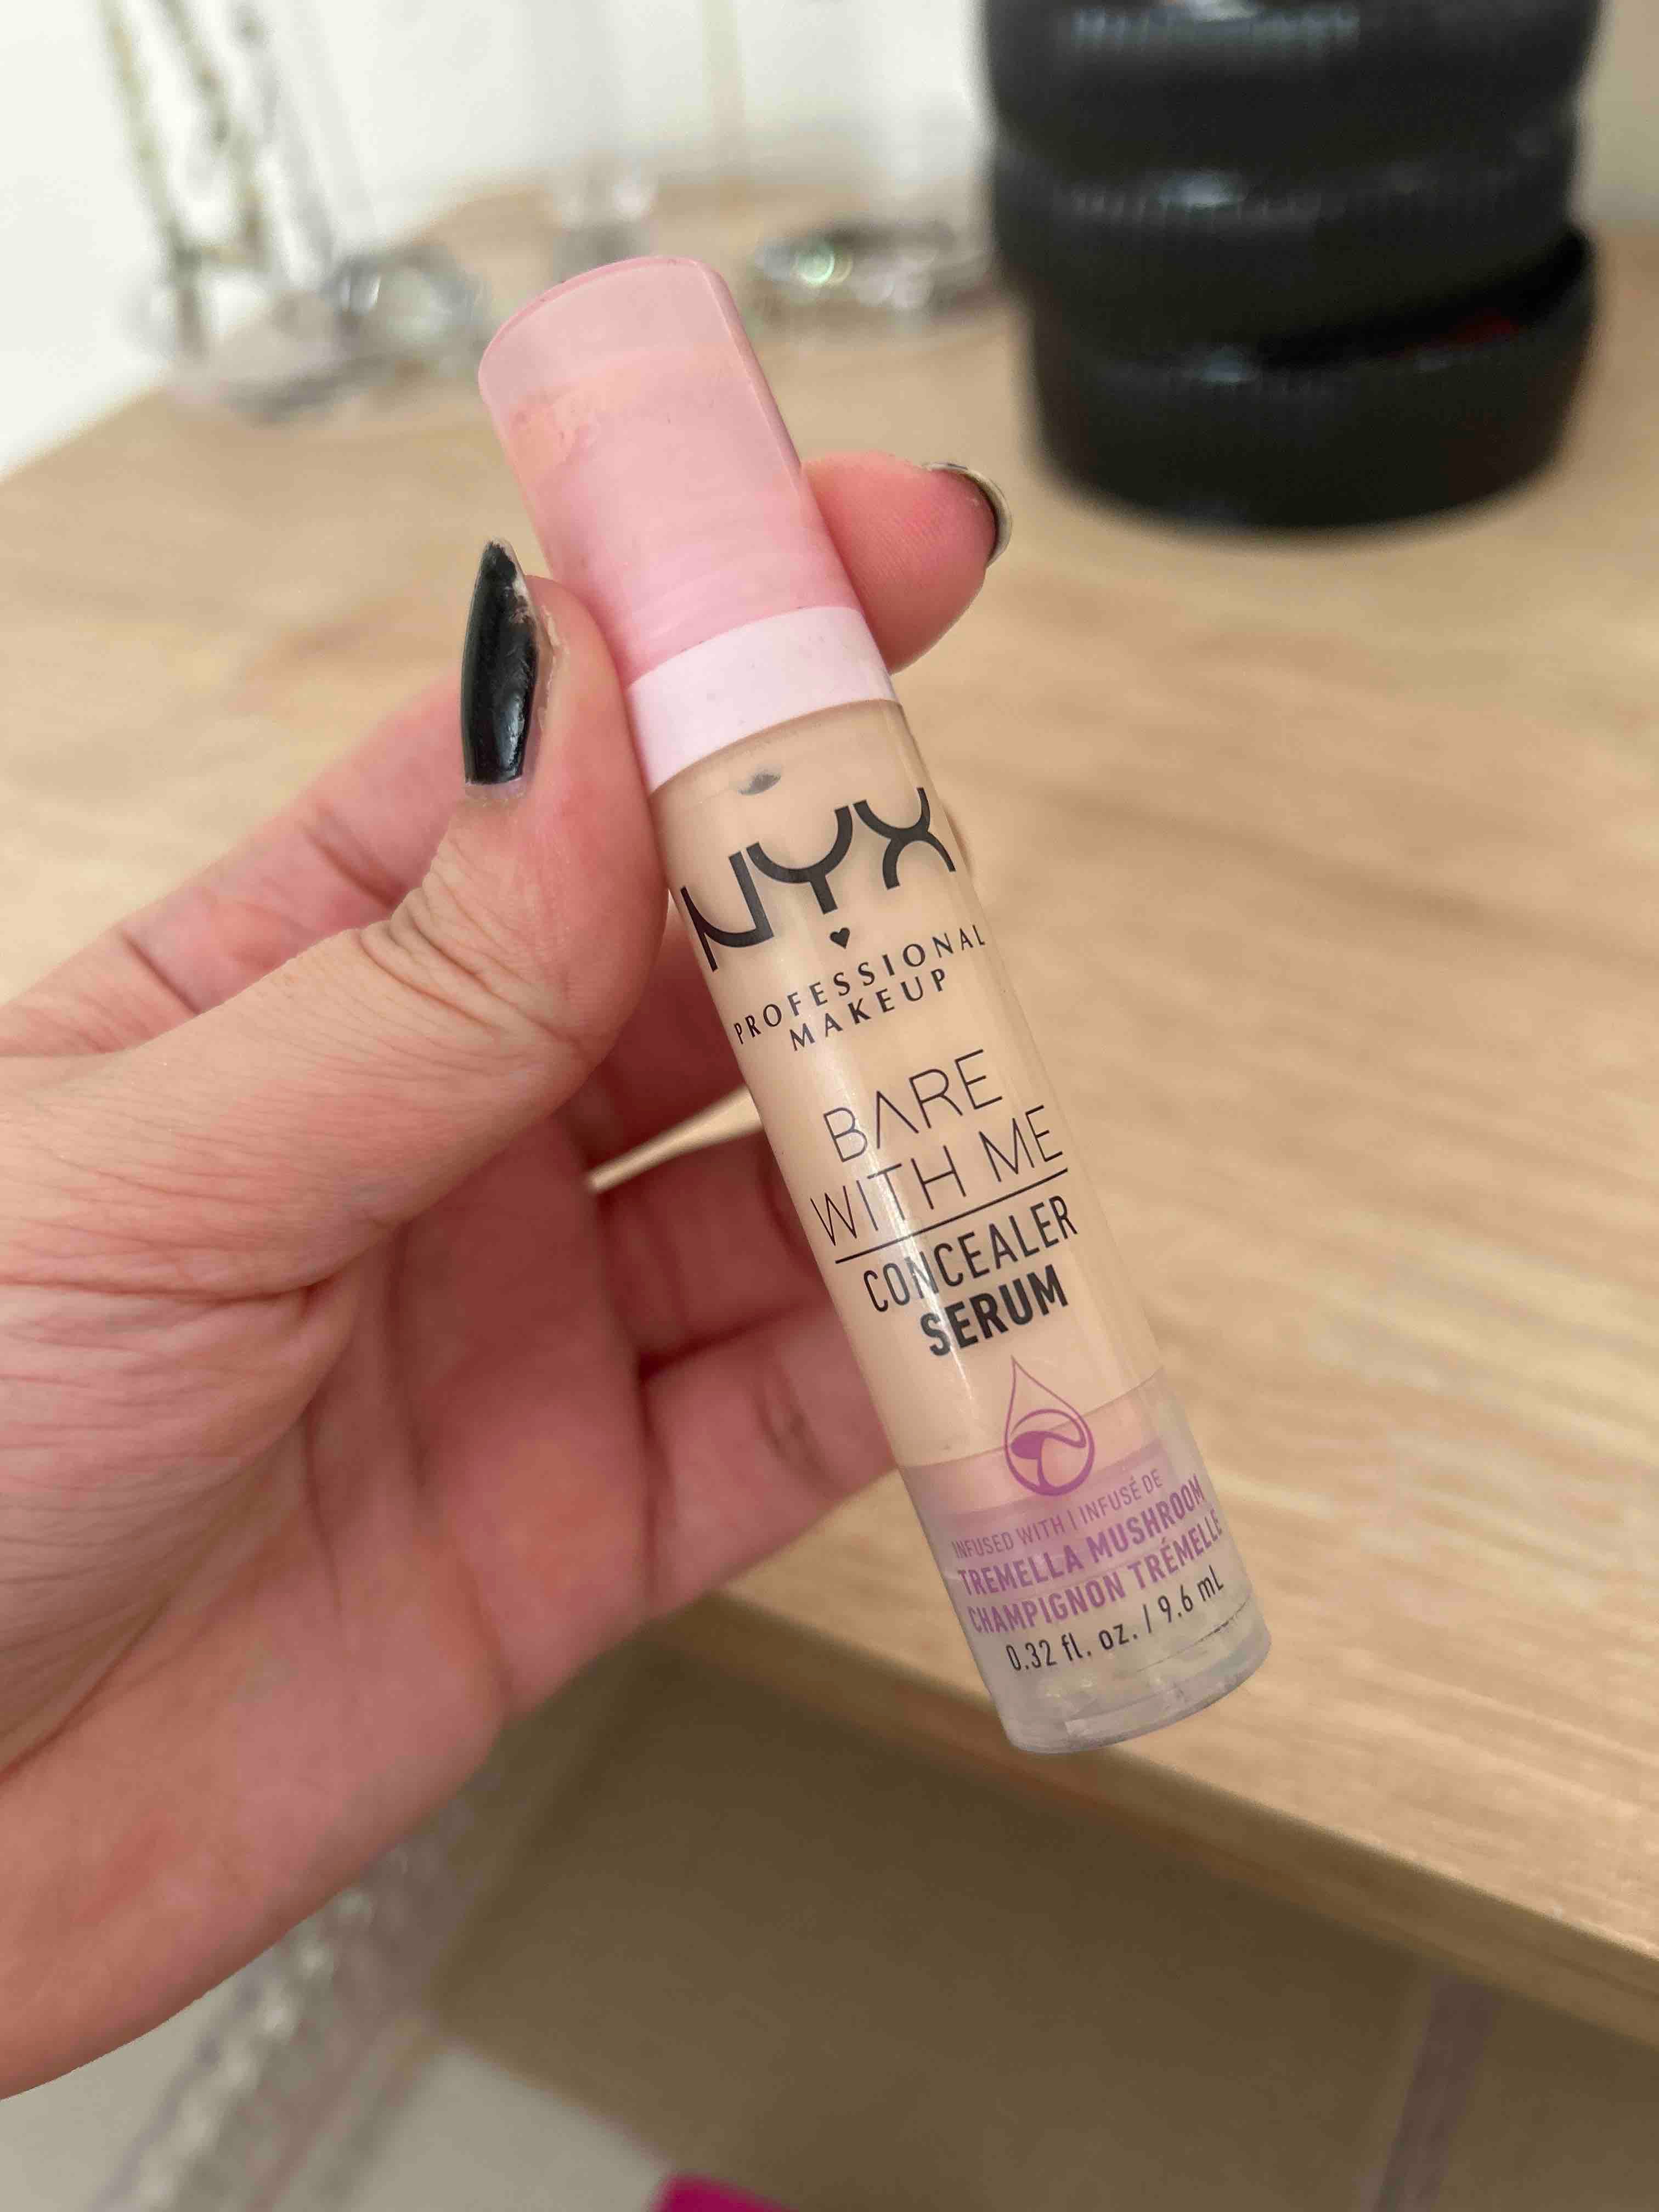 NYX
PROFESSIONAL
MAKEUP
BARE
WITH ME
CONCEALER
SERUM
INFUSED WITH | INFUSÉ DE
TREMELLA MUSHROOM
CHAMPIGNON TRÉMELLE
0.32 fl. oz. / 9.6 mL